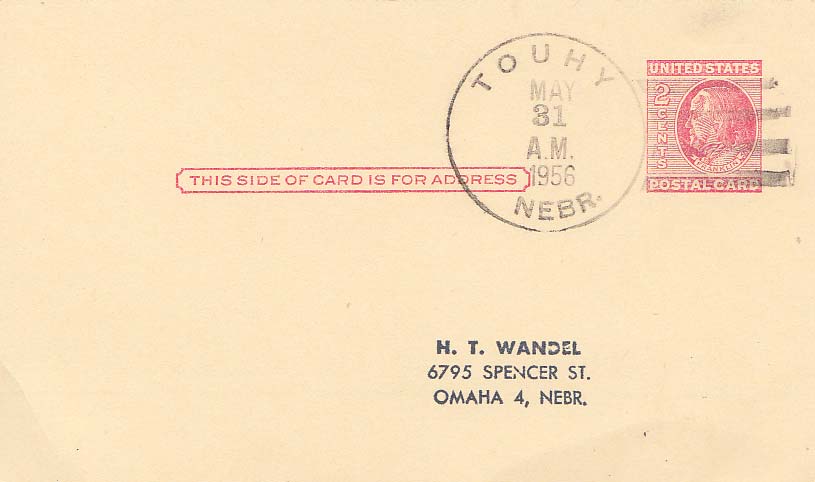 TOUHY
MAY
31
A.M.
1956
NEBR.
UNITED STATES
2 CENTS
FRANKLIN
POSTAL CARD
THIS SIDE OF CARD IS FOR ADDRESS
H. T. WANDEL
6795 SPENCER ST.
OMAHA 4, NEBR.